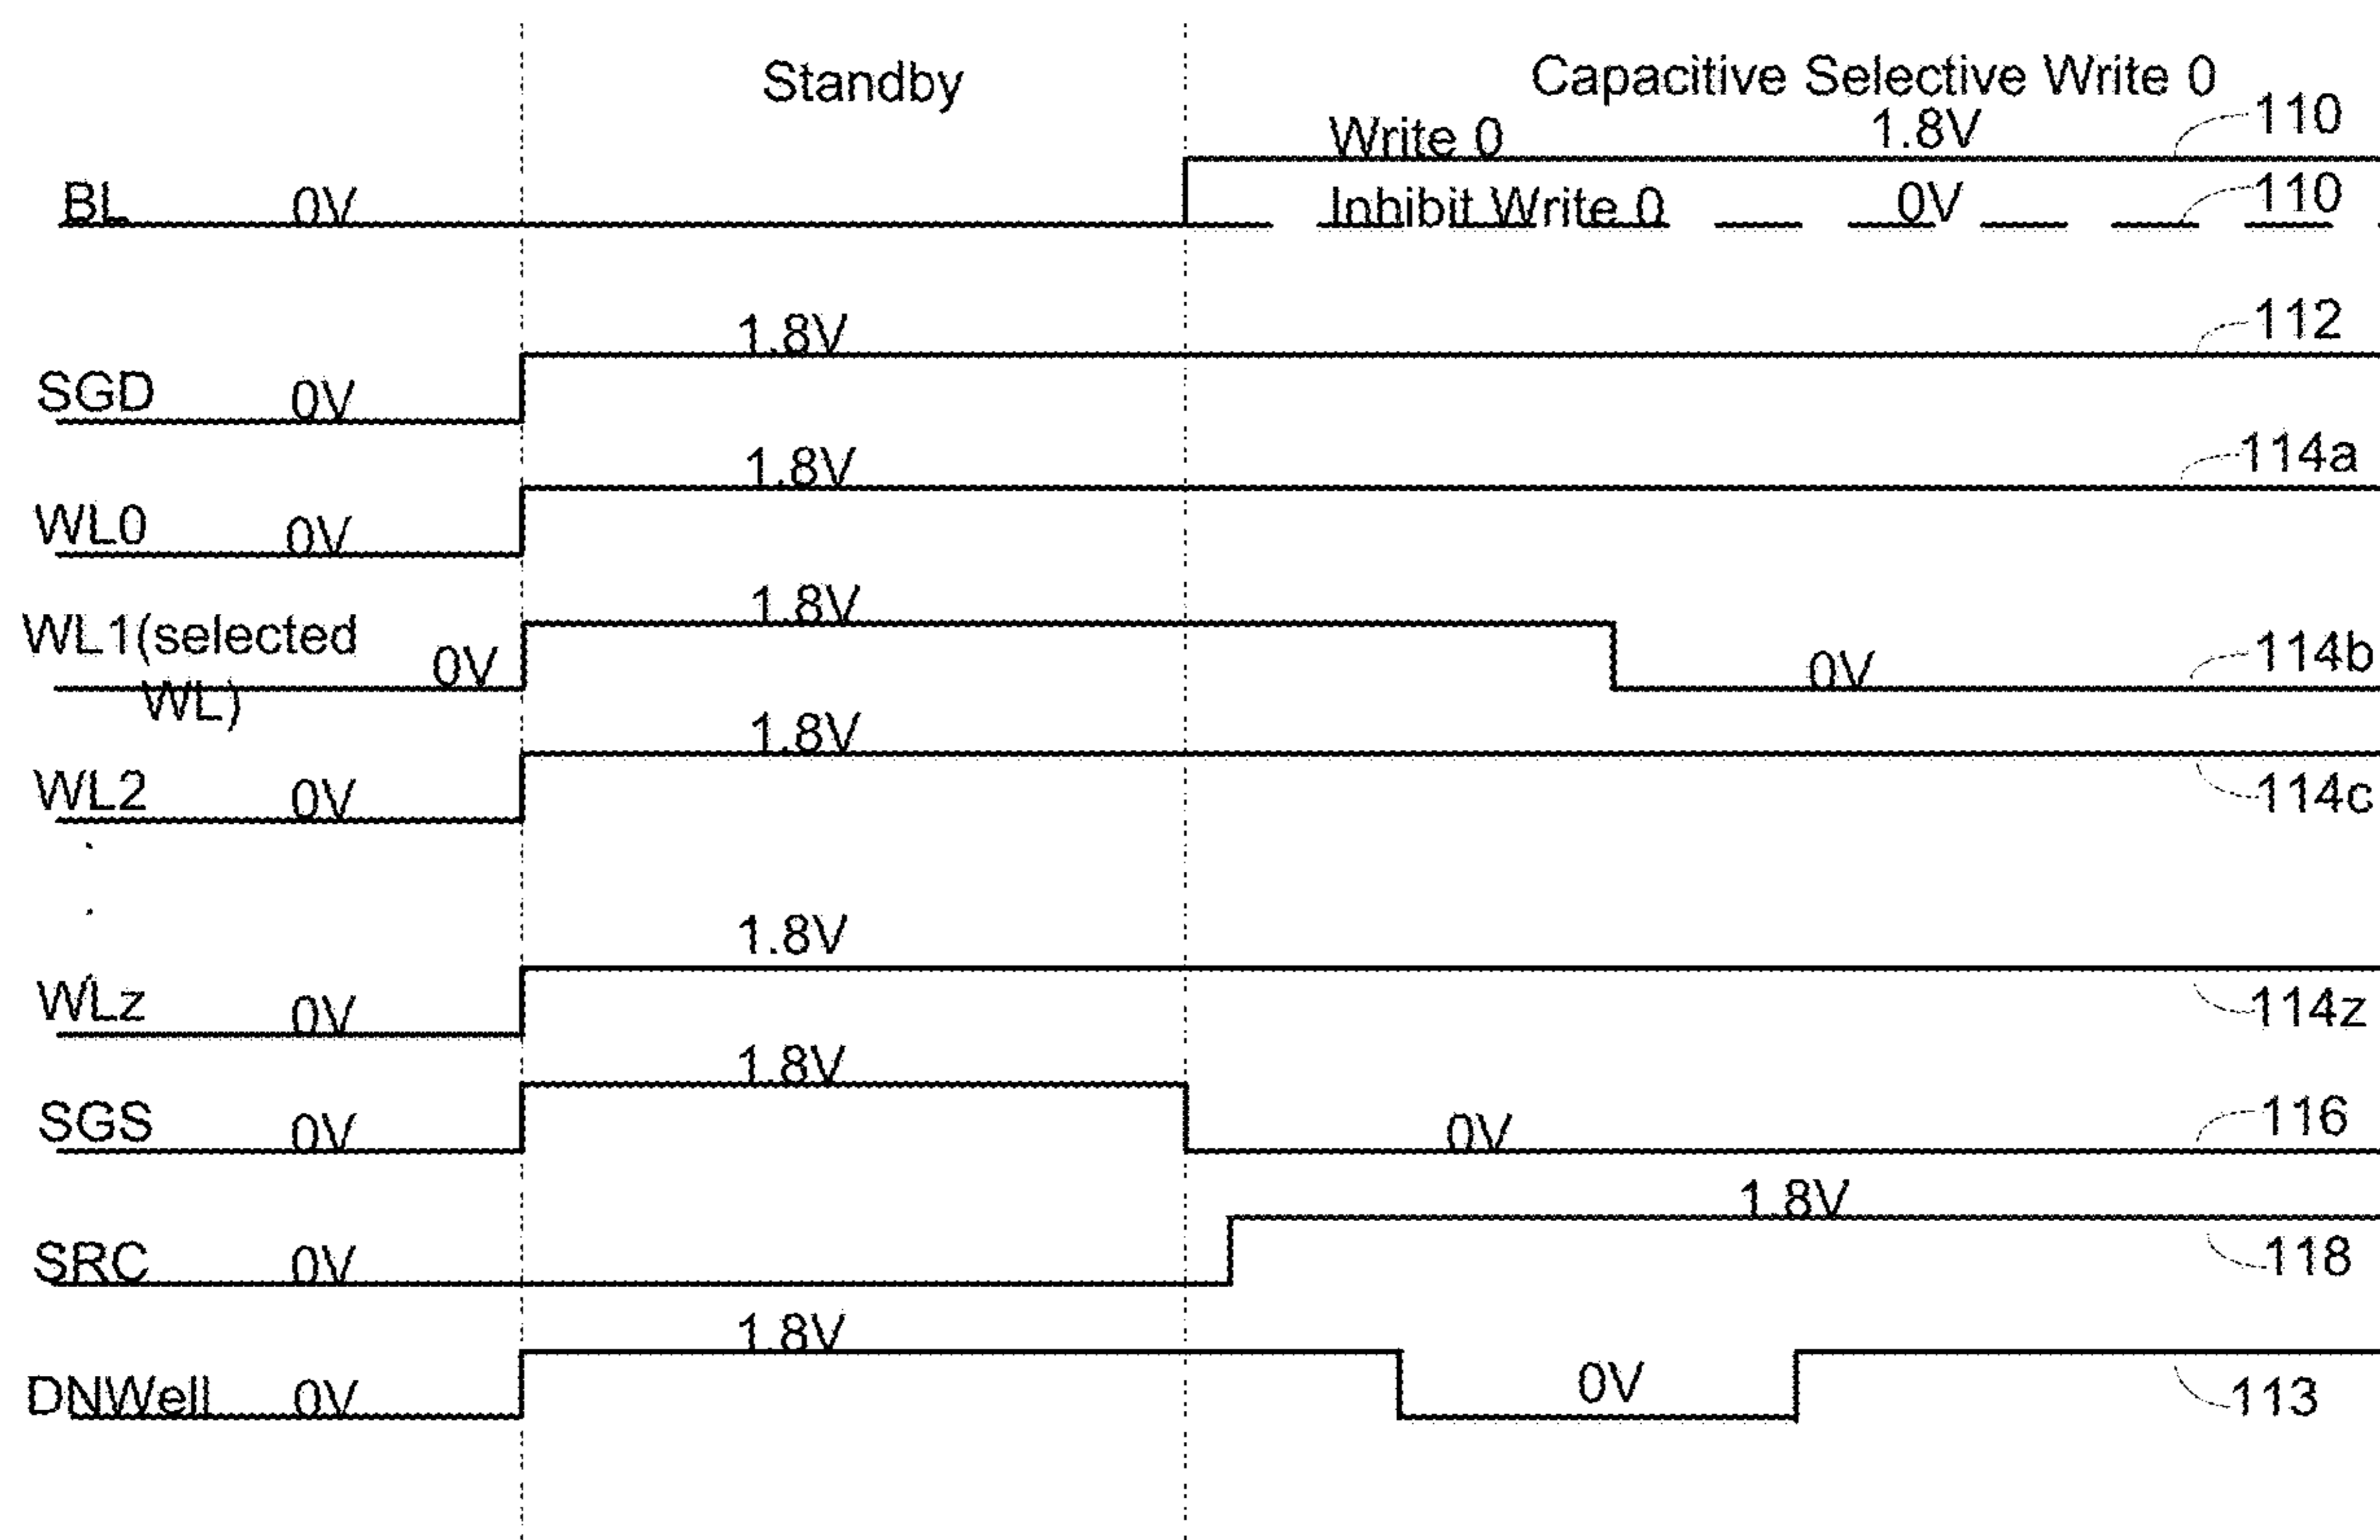 Standby
Capacitive Selective Write 0
Write 0 1.8V 110
BL 0V Inhibit Write 0 0V 110
1.8V 112
SGD 0V
1.8V 114a
WL0 0V
1.8V
WL1(selected 0V 0V 114b
WL)
1.8V
WL2 0V 114c
1.8V
WLz 0V 114z
1.8V
SGS 0V 0V 116
1.8V
SRC 0V 118
1.8V
DNWell 0V 0V 113